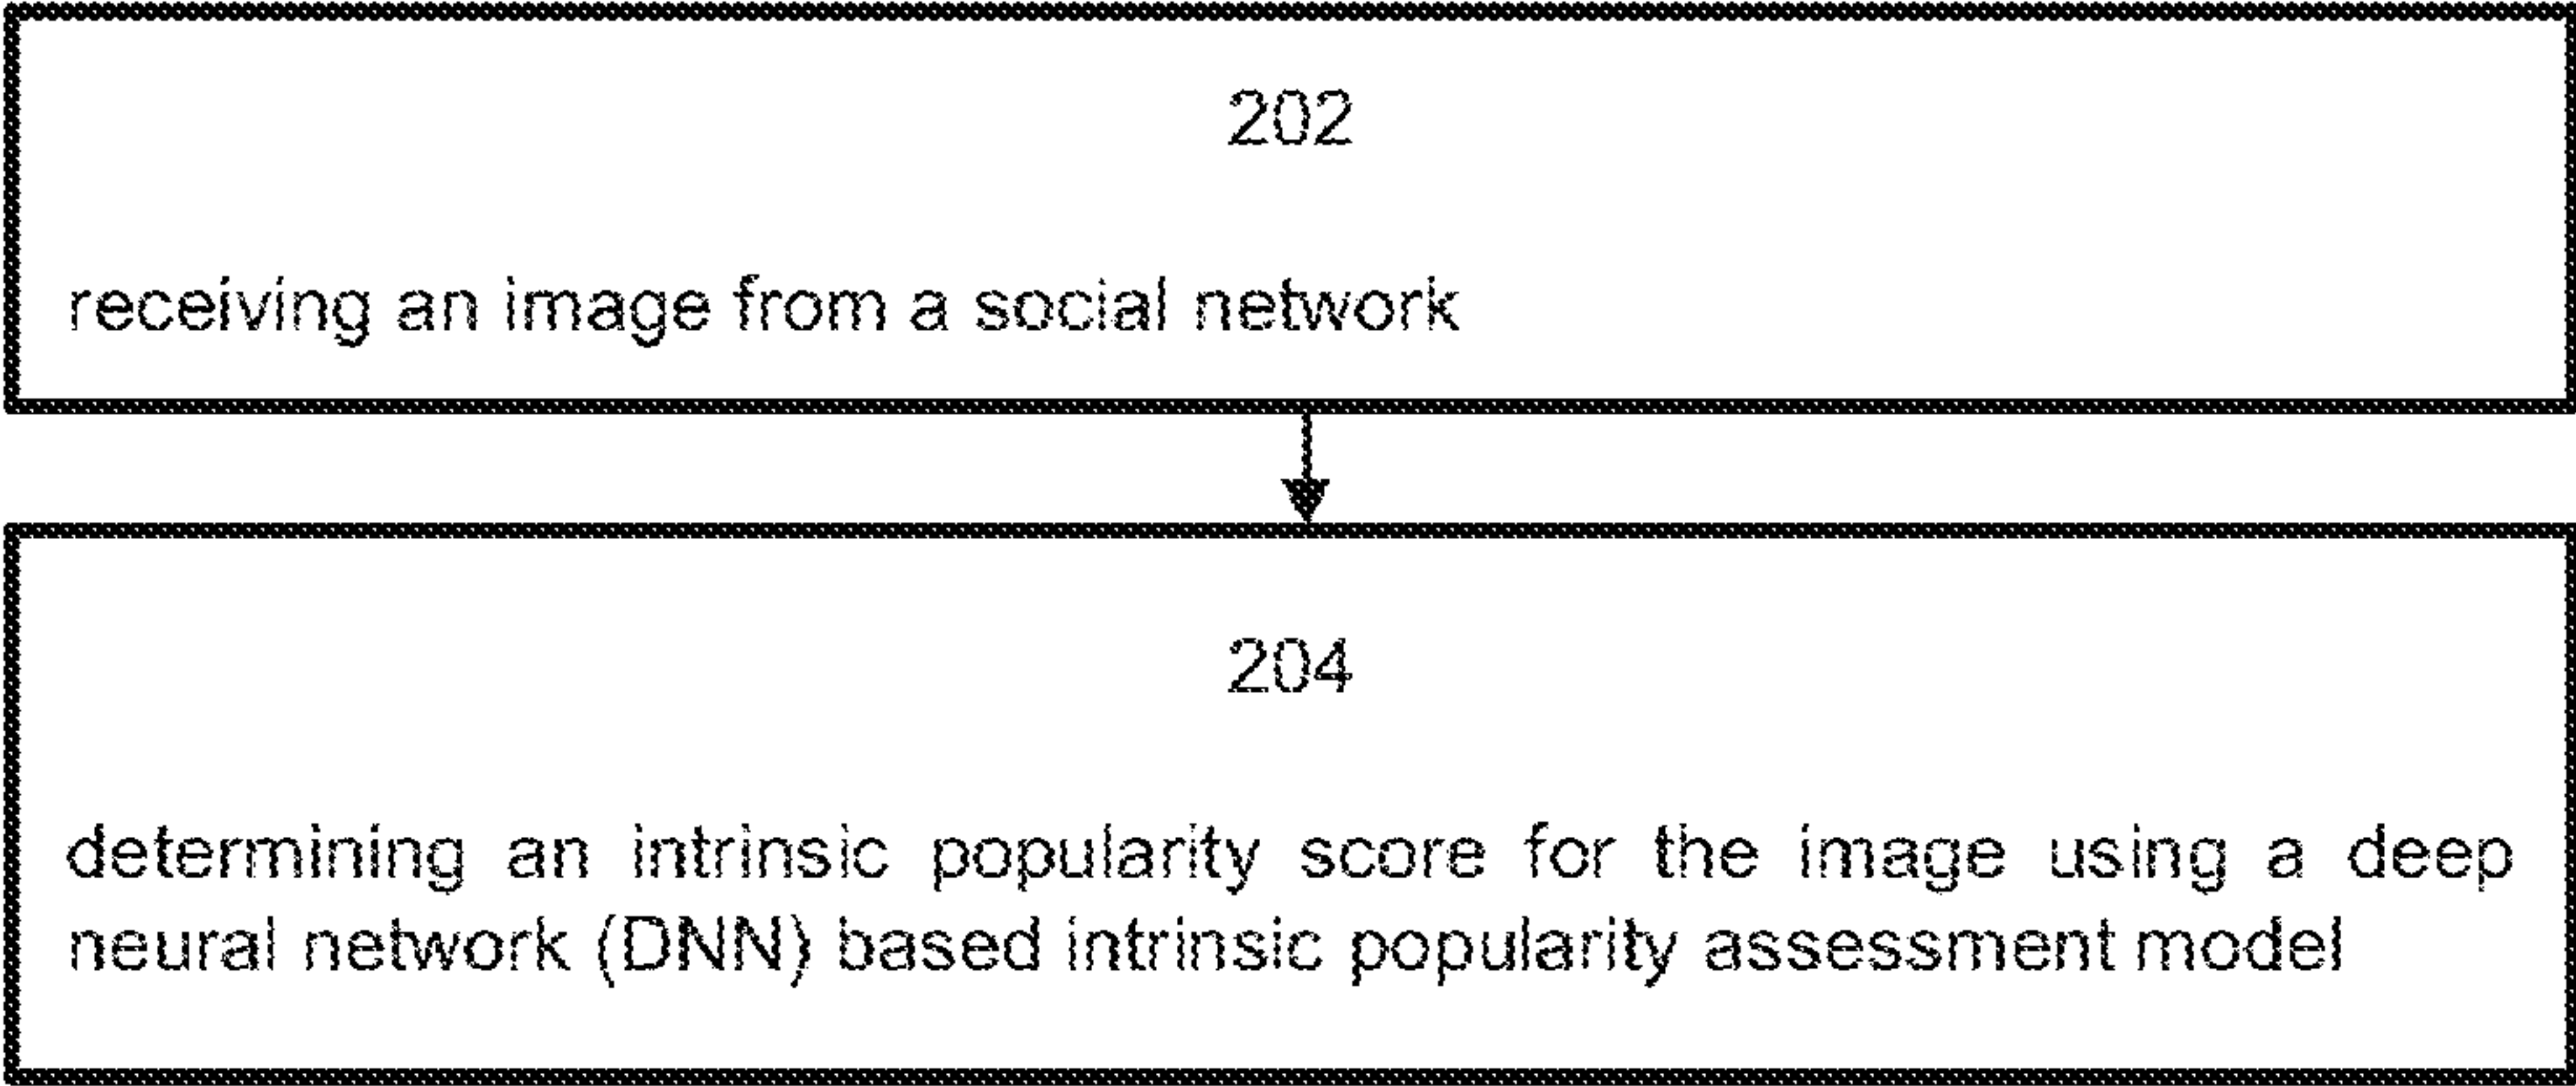 202
receiving an image from a social network
204
determining an intrinsic popularity score for the image using a deep
neural network (DNN) based intrinsic popularity assessment model